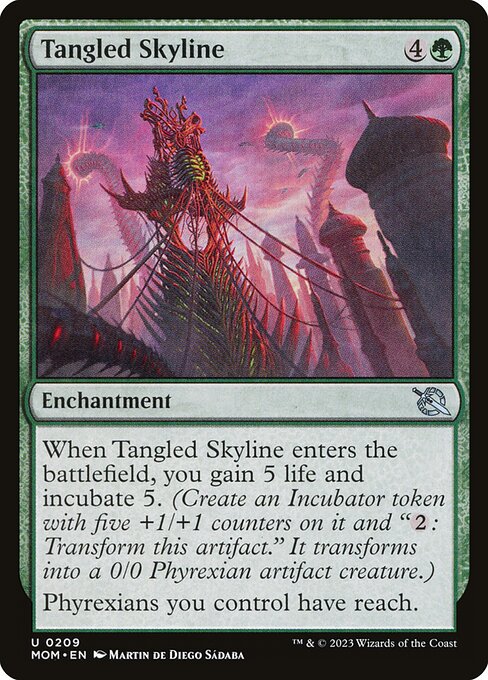 Tangled Skyline 4
Enchantment
When Tangled Skyline enters the
battlefield, you gain 5 life and
incubate 5. (Create an Incubator token
with five +1/+1 counters on it and “2:
Transform this artifact.” It transforms
into a 0/0 Phyrexian artifact creature.)
Phyrexians you control have reach.
U 0209
MOM • EN Martin de Diego Sádaba
™ & © 2023 Wizards of the Coast